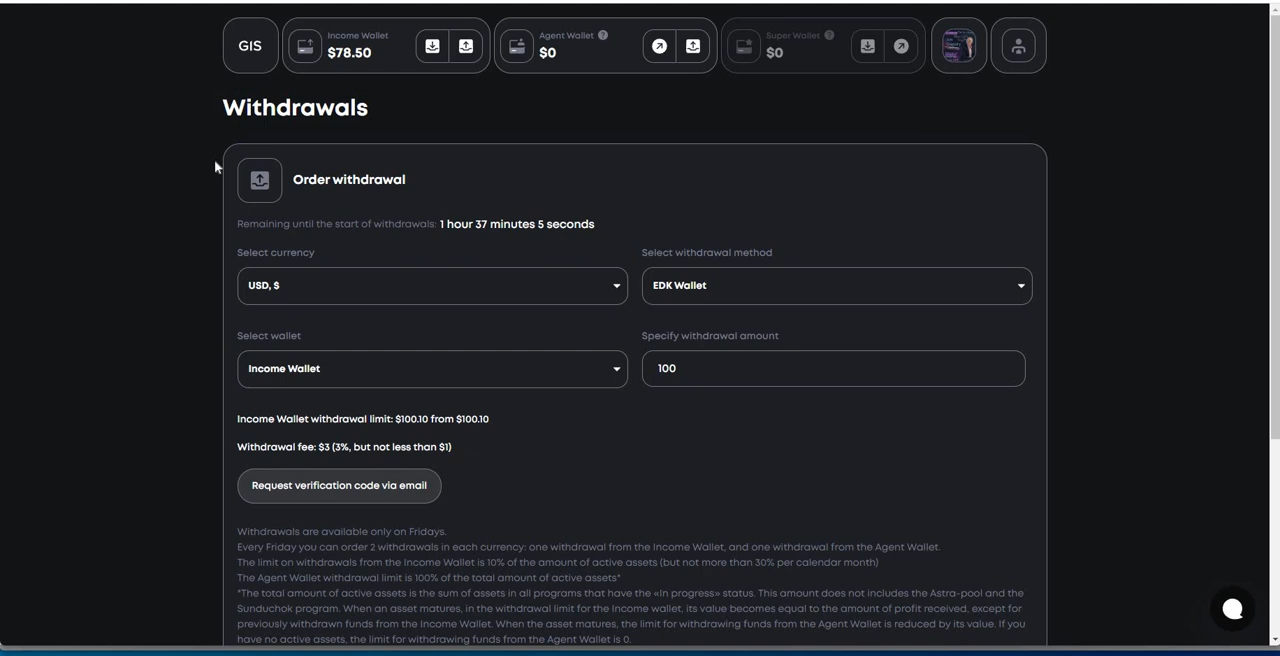 GIS
Income Wallet
$78.50
Agent Wallet ?
$0
Super Wallet ?
$0
Withdrawals
Order withdrawal
Remaining until the start of withdrawals: 1 hour 37 minutes 5 seconds
Select currency
Select withdrawal method
USD, $
EDK Wallet
Select wallet
Specify withdrawal amount
Income Wallet
100
Income Wallet withdrawal limit: $100.10 from $100.10
Withdrawal fee: $3 (3%, but not less than $1)
Request verification code via email
Withdrawals are available only on Fridays.
Every Friday you can order 2 withdrawals in each currency: one withdrawal from the Income Wallet, and one withdrawal from the Agent Wallet.
The limit on withdrawals from the Income Wallet is 10% of the amount of active assets (but not more than 30% per calendar month)
The Agent Wallet withdrawal limit is 100% of the total amount of active assets*
*The total amount of active assets is the sum of assets in all programs that have the «In progress» status. This amount does not includes the Astra-pool and the
Sunduchok program. When an asset matures, in the withdrawal limit for the Income wallet, its value becomes equal to the amount of profit received, except for
previously withdrawn funds from the Income Wallet. When the asset matures, the limit for withdrawing funds from the Agent Wallet is reduced by its value. If you
have no active assets, the limit for withdrawing funds from the Agent Wallet is 0.